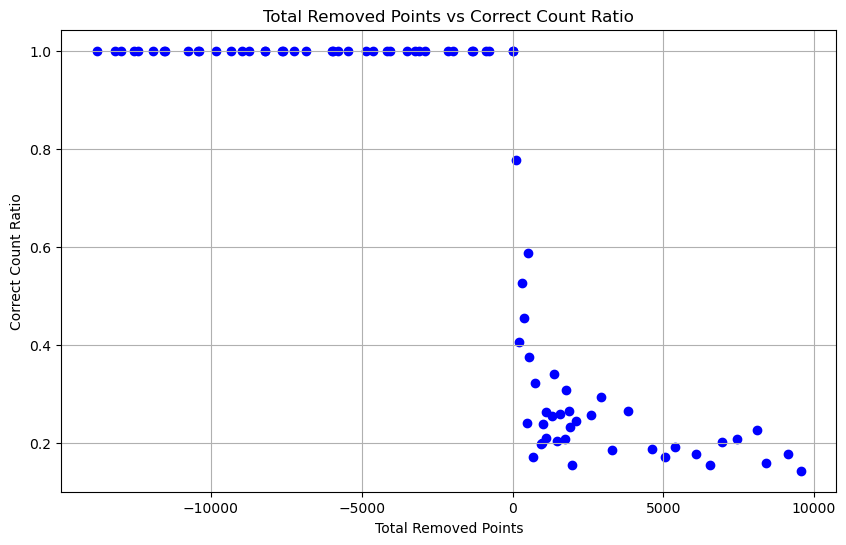 Total Removed Points vs Correct Count Ratio
1.0
0.8
0.6
0.4
0.2
Correct Count Ratio
−10000 −5000 0 5000 10000
Total Removed Points